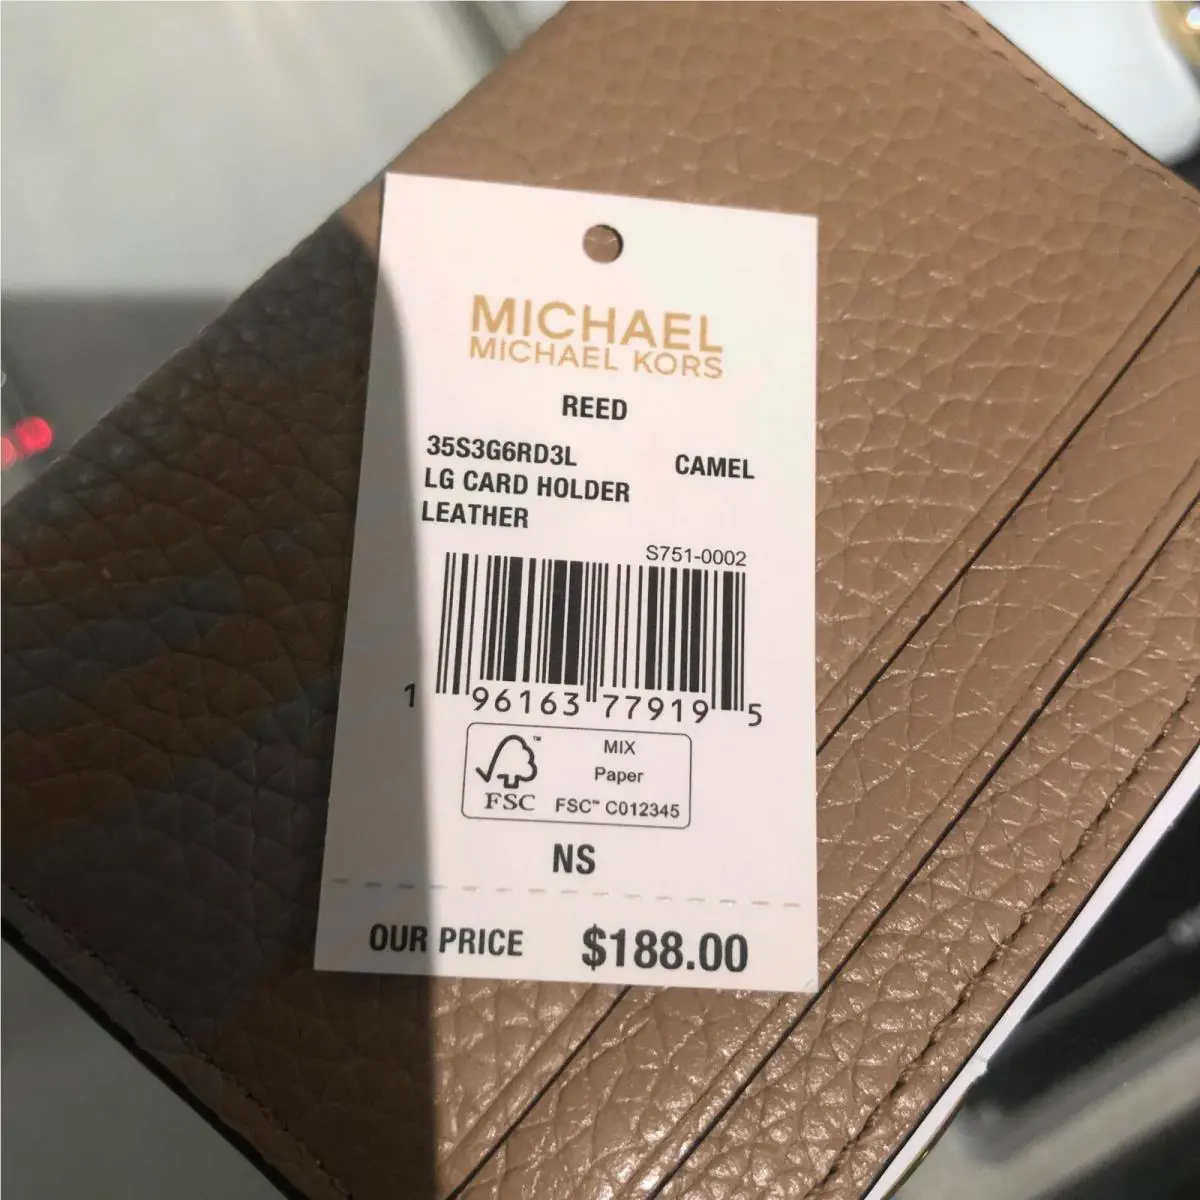 MICHAEL
MICHAEL KORS
REED
35S3G6RD3L CAMEL
LG CARD HOLDER
LEATHER
S751-0002
1 96163 77919 5
FSC™ MIX
Paper
FSC™ C012345
NS
OUR PRICE $188.00